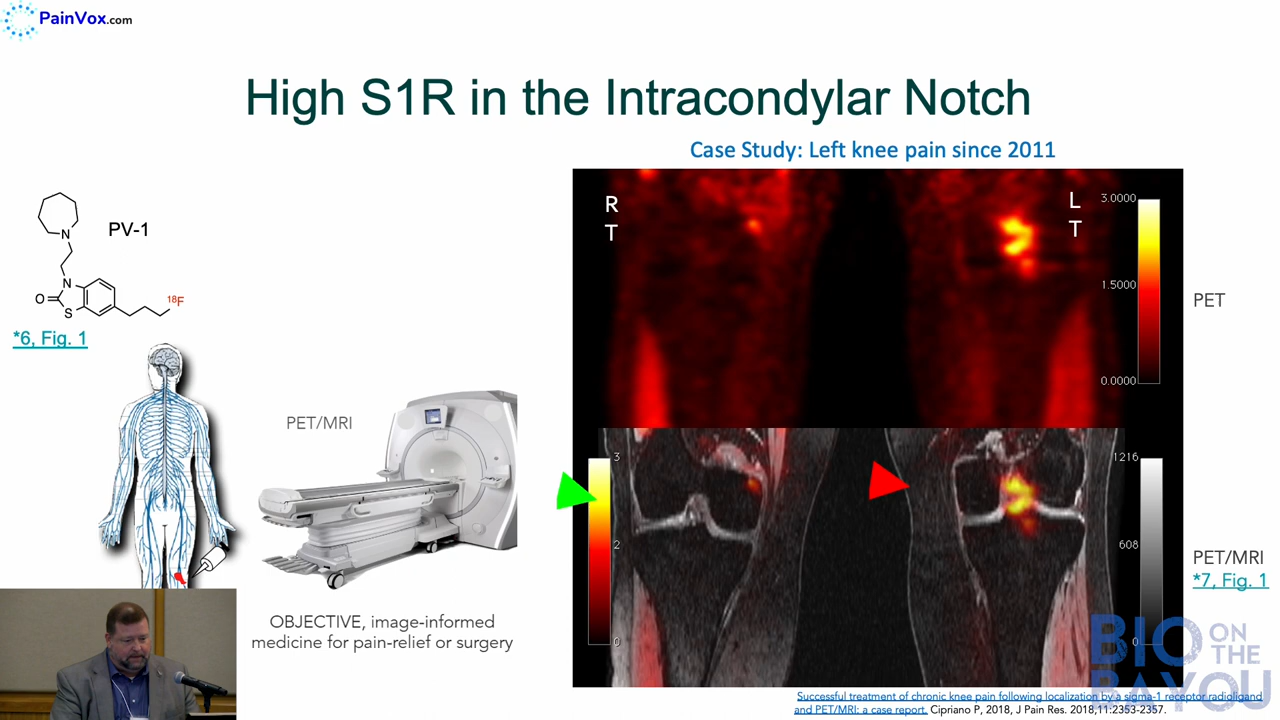 PainVox.com
High S1R in the Intracondylar Notch
Case Study: Left knee pain since 2011
N
PV-1
N
O
S
18F
*6, Fig. 1
PET/MRI
OBJECTIVE, image-informed
medicine for pain-relief or surgery
R
T
L
T
3.0000
1.5000
0.0000
PET
3
2
0
1216
608
0
PET/MRI
*7, Fig. 1
BIO ON
THE
BAYOU
Successful treatment of chronic knee pain following localization by a sigma-1 receptor radioligand
and PET/MRI: a case report. Cipriano P, 2018, J Pain Res. 2018,11:2353-2357.